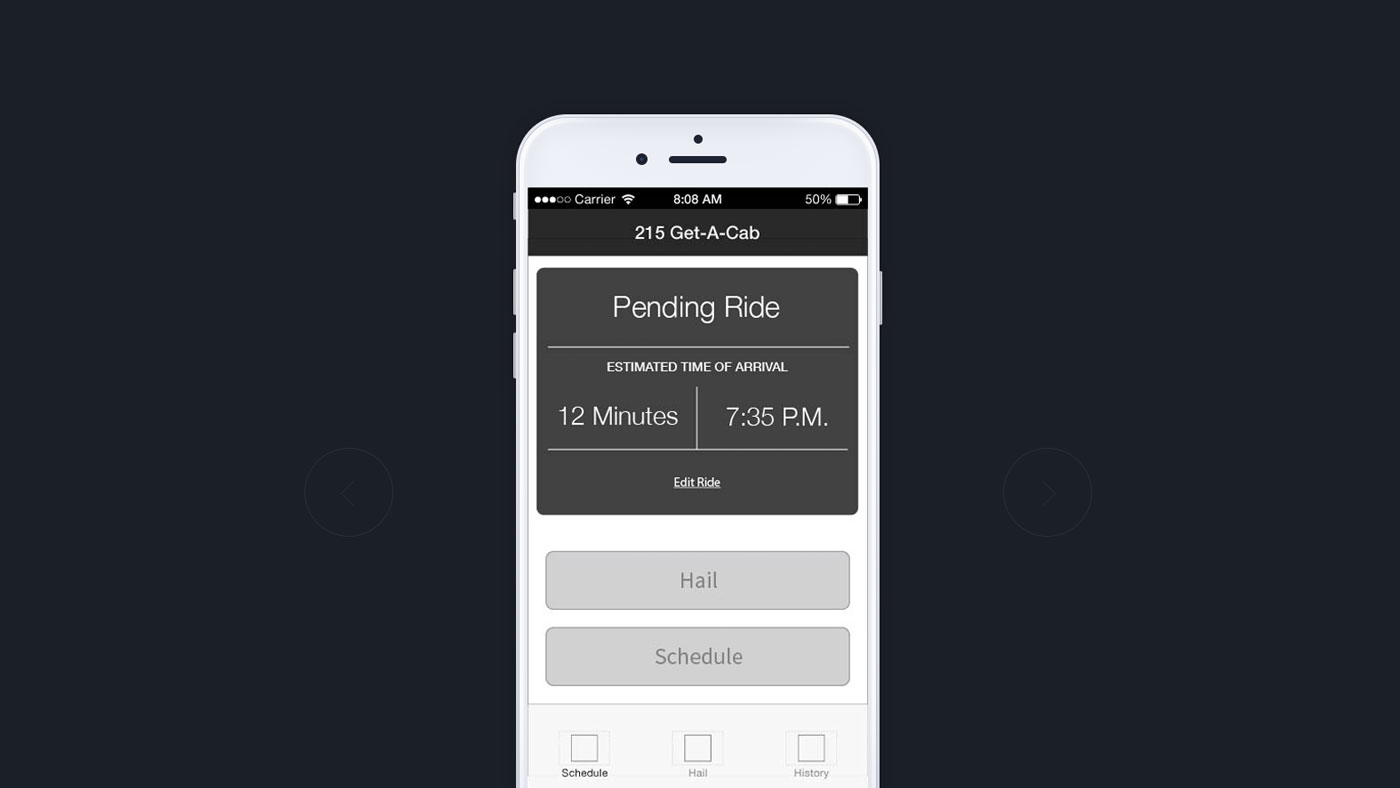 Carrier 8:08 AM 50%
215 Get-A-Cab
Pending Ride
ESTIMATED TIME OF ARRIVAL
12 Minutes 7:35 P.M.
Edit Ride
Hail
Schedule
Schedule Hail History